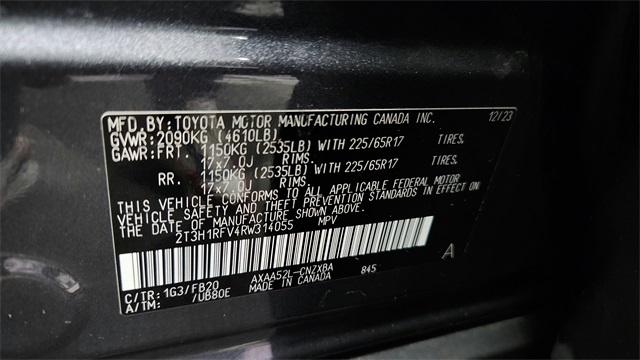 MFD. BY: TOYOTA MOTOR MANUFACTURING CANADA INC. 12/23
GVWR: 2090KG (4610LB)
GAWR: FRT. 1150KG (2535LB) WITH 225/65R17 TIRES,
17x7.0J RIMS.
RR. 1150KG (2535LB) WITH 225/65R17 TIRES,
17x7.0J RIMS.
THIS VEHICLE CONFORMS TO ALL APPLICABLE FEDERAL MOTOR
VEHICLE SAFETY AND THEFT PREVENTION STANDARDS IN EFFECT ON
THE DATE OF MANUFACTURE SHOWN ABOVE.
2T3H1RFV4RW314055 MPV
A
C/TR: 1G3/FB20 AXAA52L-CNZXBA 845
A/TM: /UB80E MADE IN CANADA